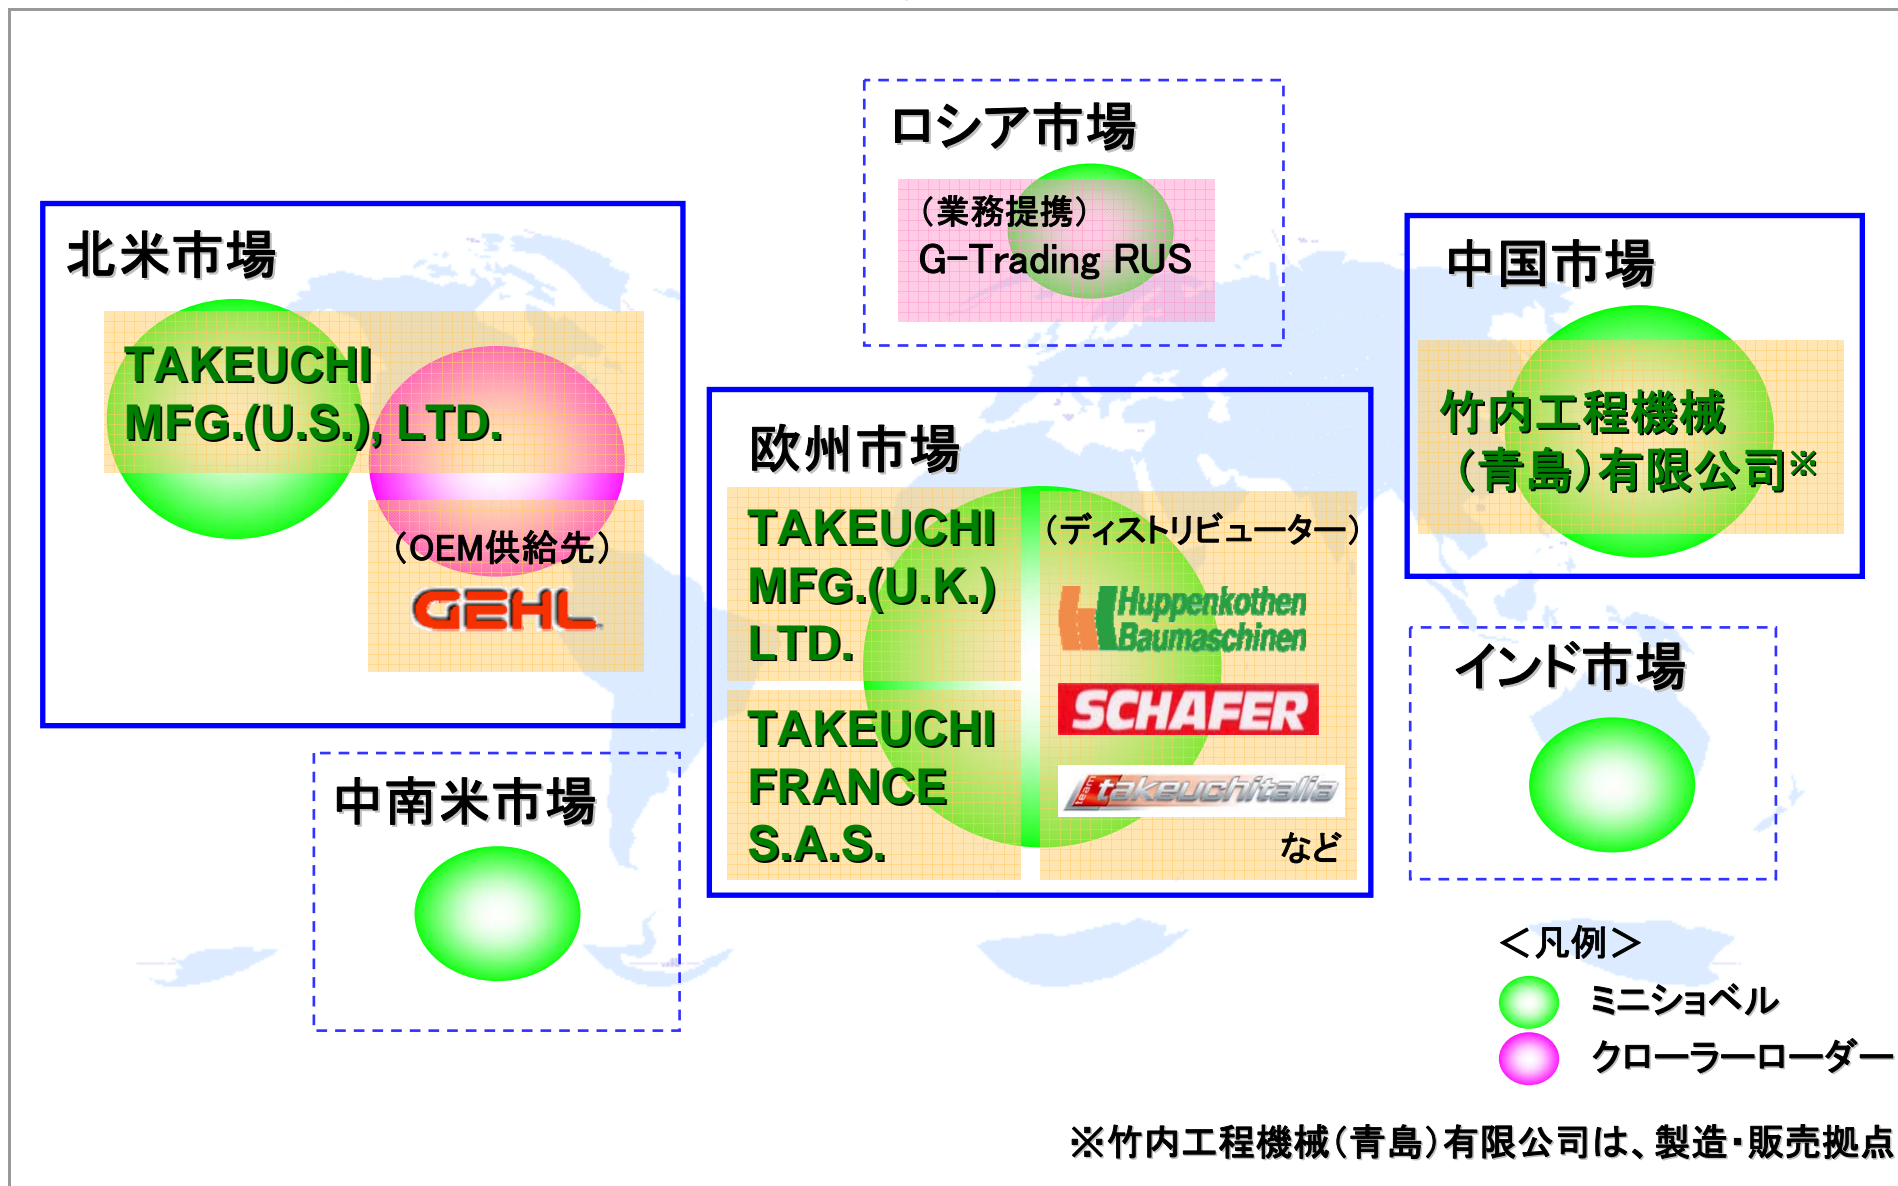 ロシア市場
（業務提携）
G-Trading RUS
北米市場
TAKEUCHI
MFG.(U.S.), LTD.
（OEM供給先）
GEHL
中国市場
竹内工程機械
（青島）有限公司※
欧州市場
TAKEUCHI
MFG.(U.K.)
LTD.
TAKEUCHI
FRANCE
S.A.S.
（ディストリビューター）
Huppenkothen
Baumaschinen
SCHAFER
team takeuchitalia
など
インド市場
中南米市場
＜凡例＞
ミニショベル
クローラーローダー
※竹内工程機械（青島）有限公司は、製造・販売拠点